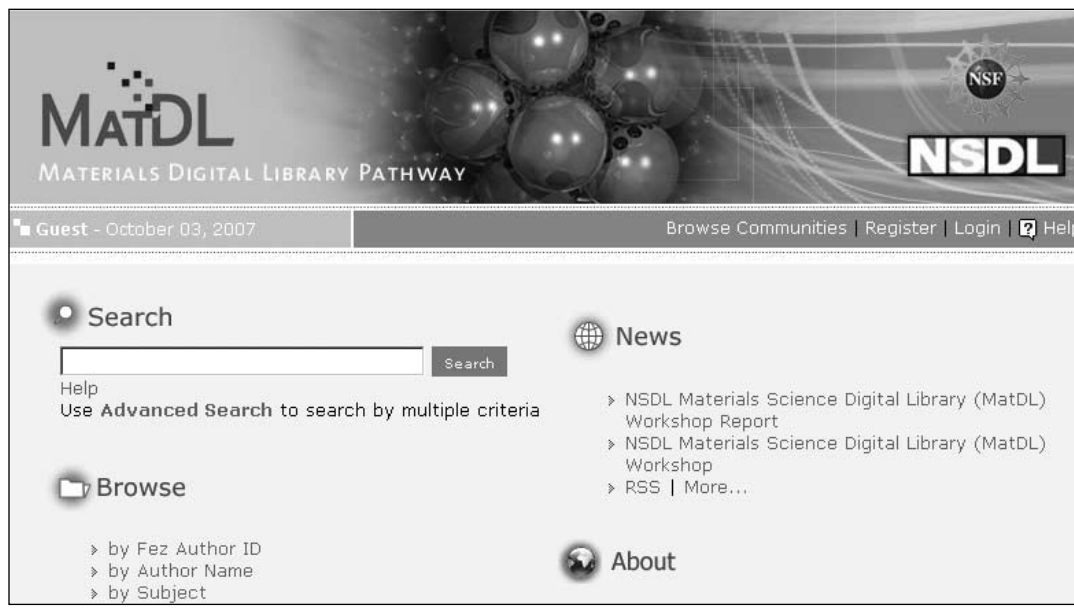 MatDL
Materials Digital Library Pathway
NSF
NSDL
Guest - October 03, 2007
Browse Communities | Register | Login | ? Help
Search
Search
Help
Use Advanced Search to search by multiple criteria
Browse
by Fez Author ID
by Author Name
by Subject
News
NSDL Materials Science Digital Library (MatDL)
Workshop Report
NSDL Materials Science Digital Library (MatDL)
Workshop
RSS | More...
About